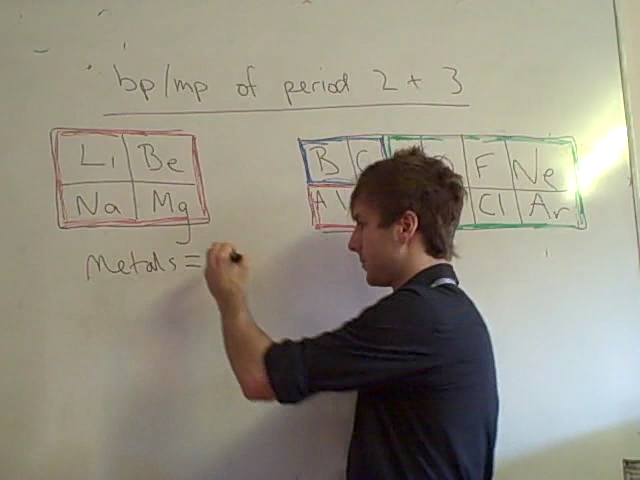 bp/mp of period 2 + 3
Li Be B C F Ne
Na Mg Al Cl Ar
Metals =